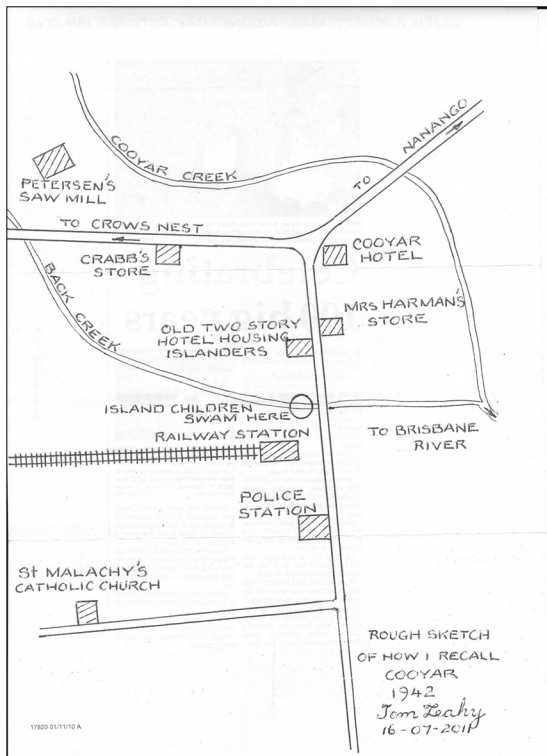 COOYAR CREEK
TO NANANGO
PETERSEN'S
SAW MILL
TO CROWS NEST
CRABB'S
STORE
COOYAR
HOTEL
BACK CREEK
MRS HARMAN'S
STORE
OLD TWO STORY
HOTEL HOUSING
ISLANDERS
ISLAND CHILDREN
SWAM HERE
RAILWAY STATION
TO BRISBANE
RIVER
POLICE
STATION
St MALACHY'S
CATHOLIC CHURCH
ROUGH SKETCH
OF HOW I RECALL
COOYAR
1942
Tom Leahy
16-07-2011
17820 01/11/10 A